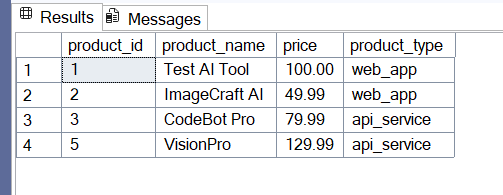 Results Messages
product_id product_name price product_type
1 1 Test AI Tool 100.00 web_app
2 2 ImageCraft AI 49.99 web_app
3 3 CodeBot Pro 79.99 api_service
4 5 VisionPro 129.99 api_service